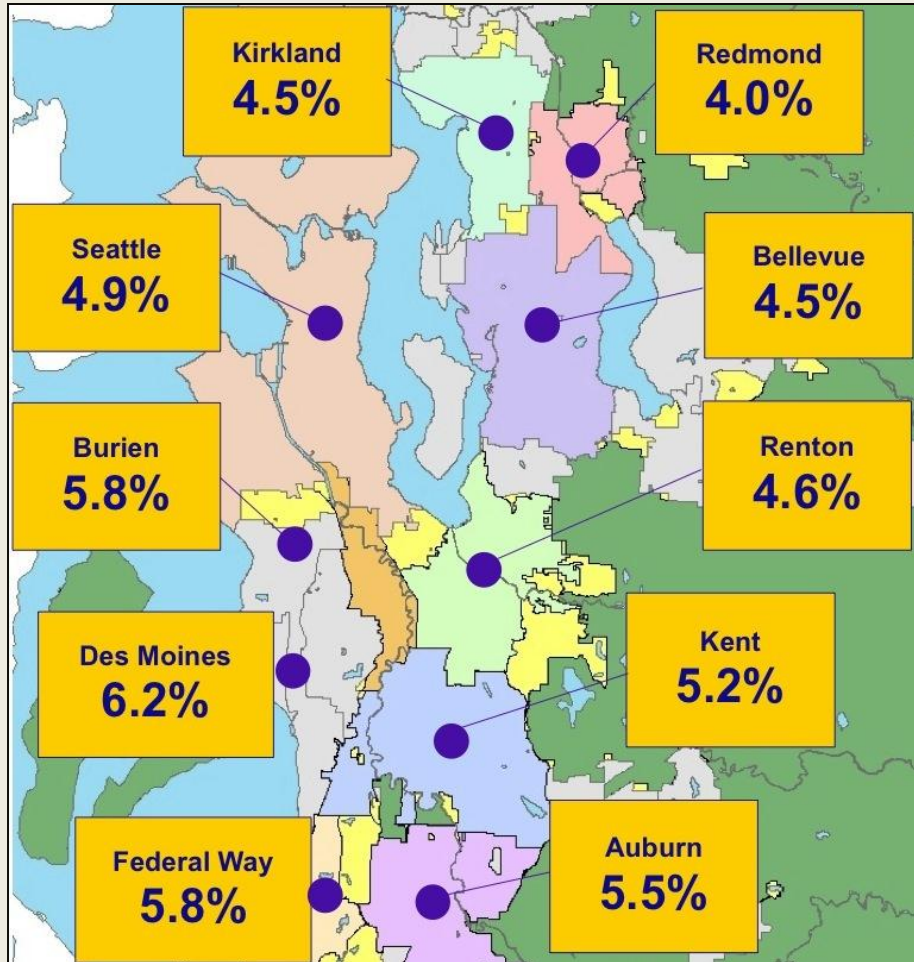 Kirkland
4.5%
Redmond
4.0%
Seattle
4.9%
Bellevue
4.5%
Burien
5.8%
Renton
4.6%
Des Moines
6.2%
Kent
5.2%
Federal Way
5.8%
Auburn
5.5%